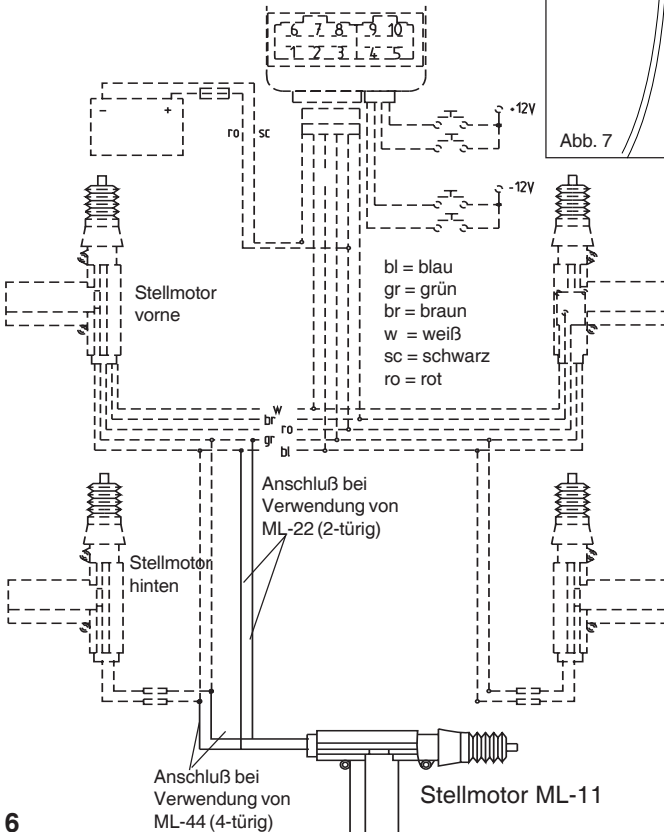 6 7 8 9 10
1 2 3 4 5
- +
ro sc
+12V
Abb. 7
-12V
Stellmotor
vorne
bl = blau
gr = grün
br = braun
w = weiß
sc = schwarz
ro = rot
w
br
ro
gr
bl
Anschluß bei
Verwendung von
ML-22 (2-türig)
Stellmotor
hinten
Anschluß bei
Verwendung von
ML-44 (4-türig)
Stellmotor ML-11
6